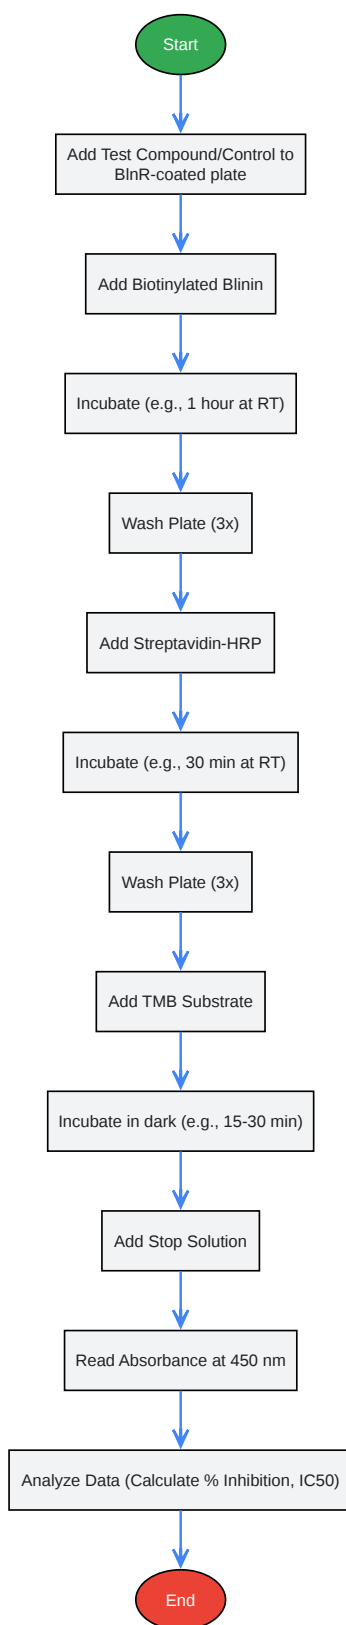 Start
Add Test Compound/Control to
BlnR-coated plate
Add Biotinylated Blinin
Incubate (e.g., 1 hour at RT)
Wash Plate (3x)
Add Streptavidin-HRP
Incubate (e.g., 30 min at RT)
Wash Plate (3x)
Add TMB Substrate
Incubate in dark (e.g., 15-30 min)
Add Stop Solution
Read Absorbance at 450 nm
Analyze Data (Calculate % Inhibition, IC50)
End